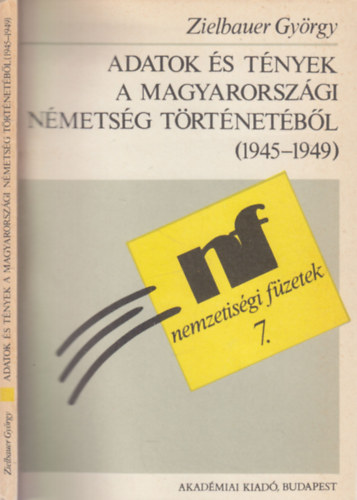 Zielbauer György
ADATOK ÉS TÉNYEK
A MAGYARORSZÁGI
NÉMETSÉG TÖRTÉNETÉBŐL
(1945–1949)
nf
nemzetiségi füzetek
7.
AKADÉMIAI KIADÓ, BUDAPEST
Zielbauer György ADATOK ÉS TÉNYEK A MAGYARORSZÁGI NÉMETSÉG TÖRTÉNETÉBŐL (1945–1949)